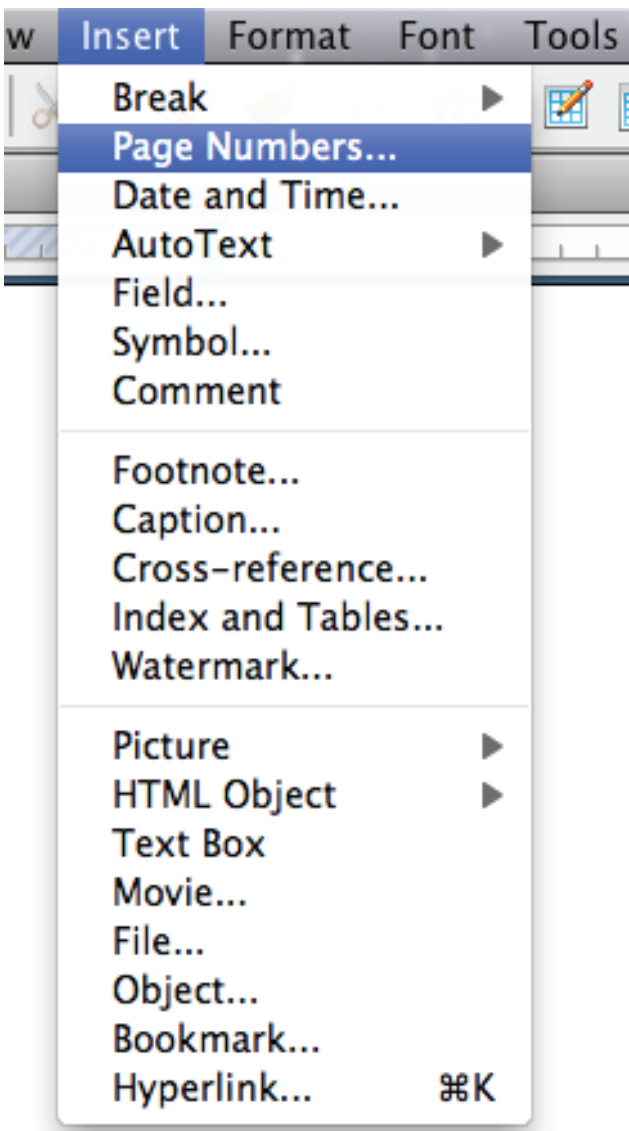 w Insert Format Font Tools
Break
Page Numbers...
Date and Time...
AutoText
Field...
Symbol...
Comment
Footnote...
Caption...
Cross-reference...
Index and Tables...
Watermark...
Picture
HTML Object
Text Box
Movie...
File...
Object...
Bookmark...
Hyperlink... ⌘K